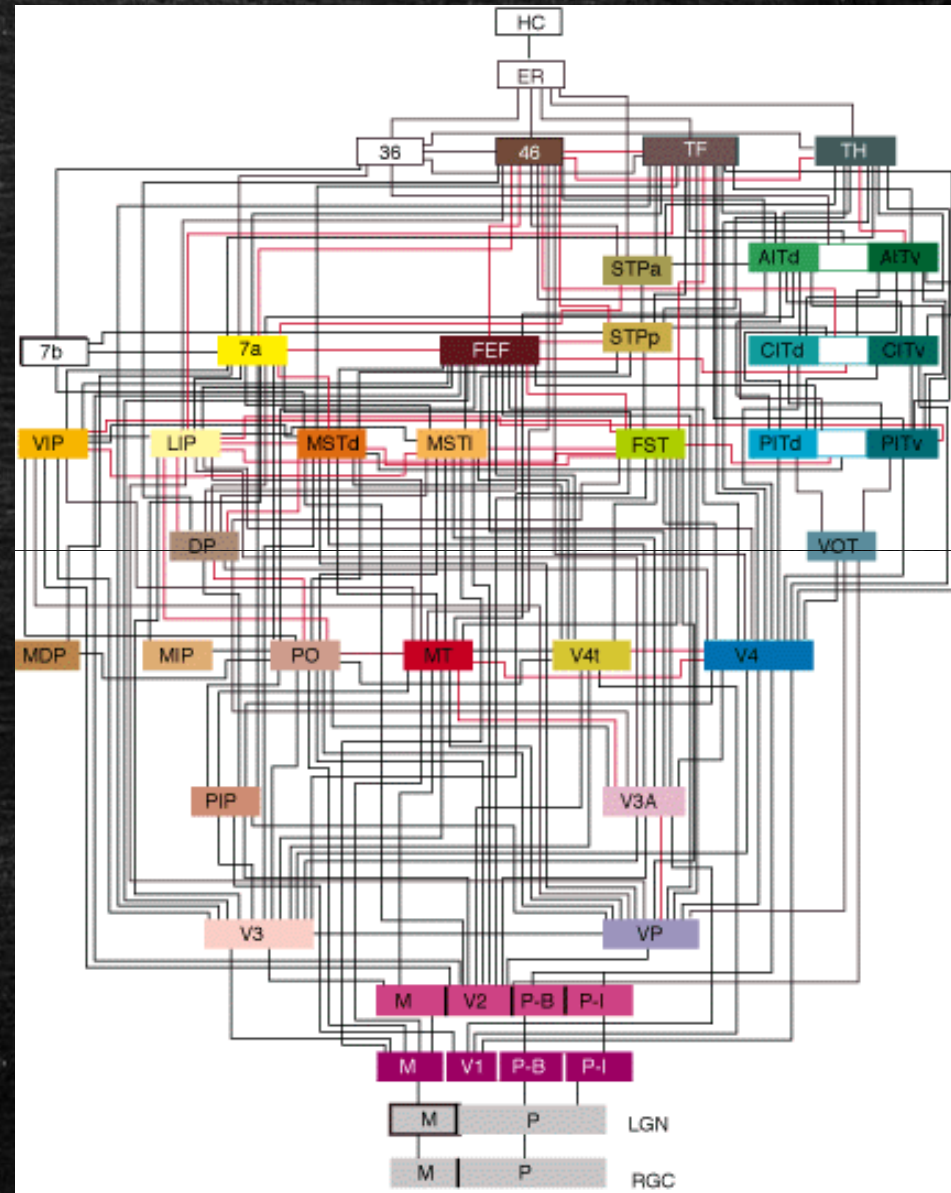 HC
ER
36 46 TF TH
STPa AITd AITv
7b 7a FEF STPp CITd CITv
VIP LIP MSTd MSTl FST PITd PITv
DP VOT
MDP MIP PO MT V4t V4
PIP V3A
V3 VP
M V2 P-B P-I
M V1 P-B P-I
M P LGN
M P RGC